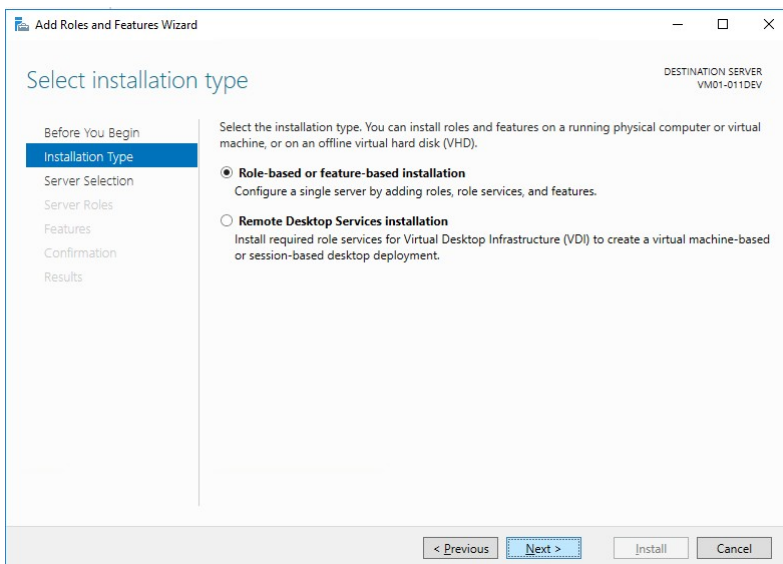 Add Roles and Features Wizard
Select installation type
DESTINATION SERVER
VM01-011DEV
Before You Begin
Installation Type
Server Selection
Server Roles
Features
Confirmation
Results
Select the installation type. You can install roles and features on a running physical computer or virtual
machine, or on an offline virtual hard disk (VHD).
Role-based or feature-based installation
Configure a single server by adding roles, role services, and features.
Remote Desktop Services installation
Install required role services for Virtual Desktop Infrastructure (VDI) to create a virtual machine-based
or session-based desktop deployment.
< Previous
Next >
Install
Cancel